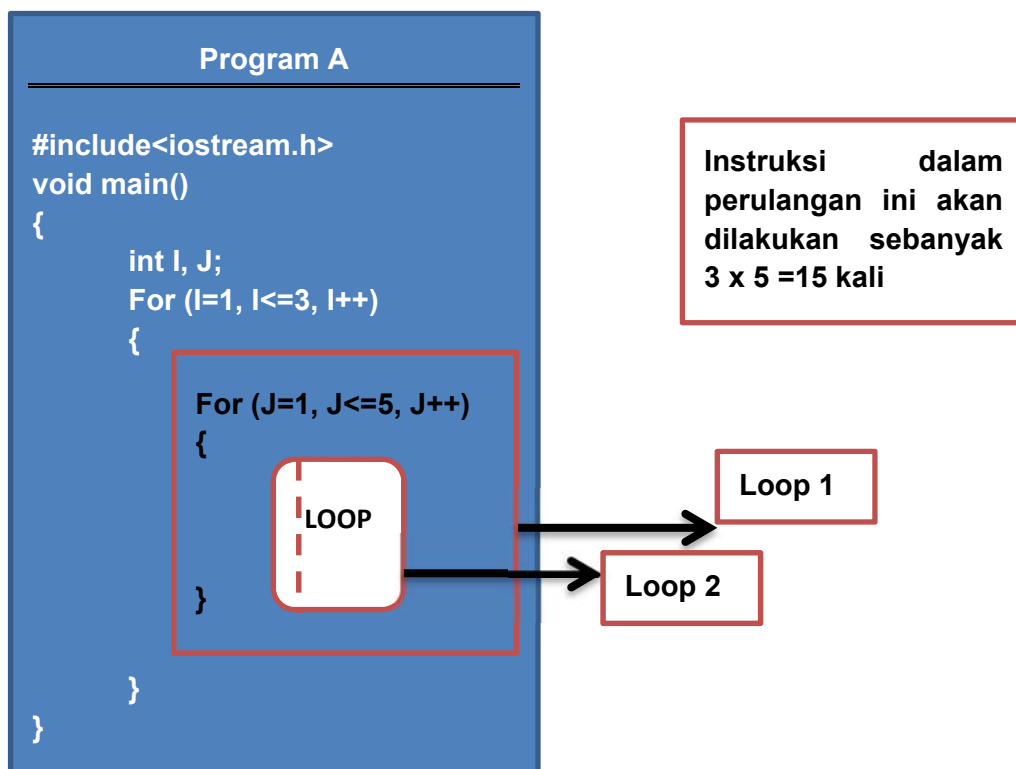 Program A
#include<iostream.h>
void main()
{
int I, J;
For (I=1, I<=3, I++)
{
For (J=1, J<=5, J++)
{
LOOP
}
}
}
Instruksi dalam
perulangan ini akan
dilakukan sebanyak
3 x 5 =15 kali
Loop 1
Loop 2